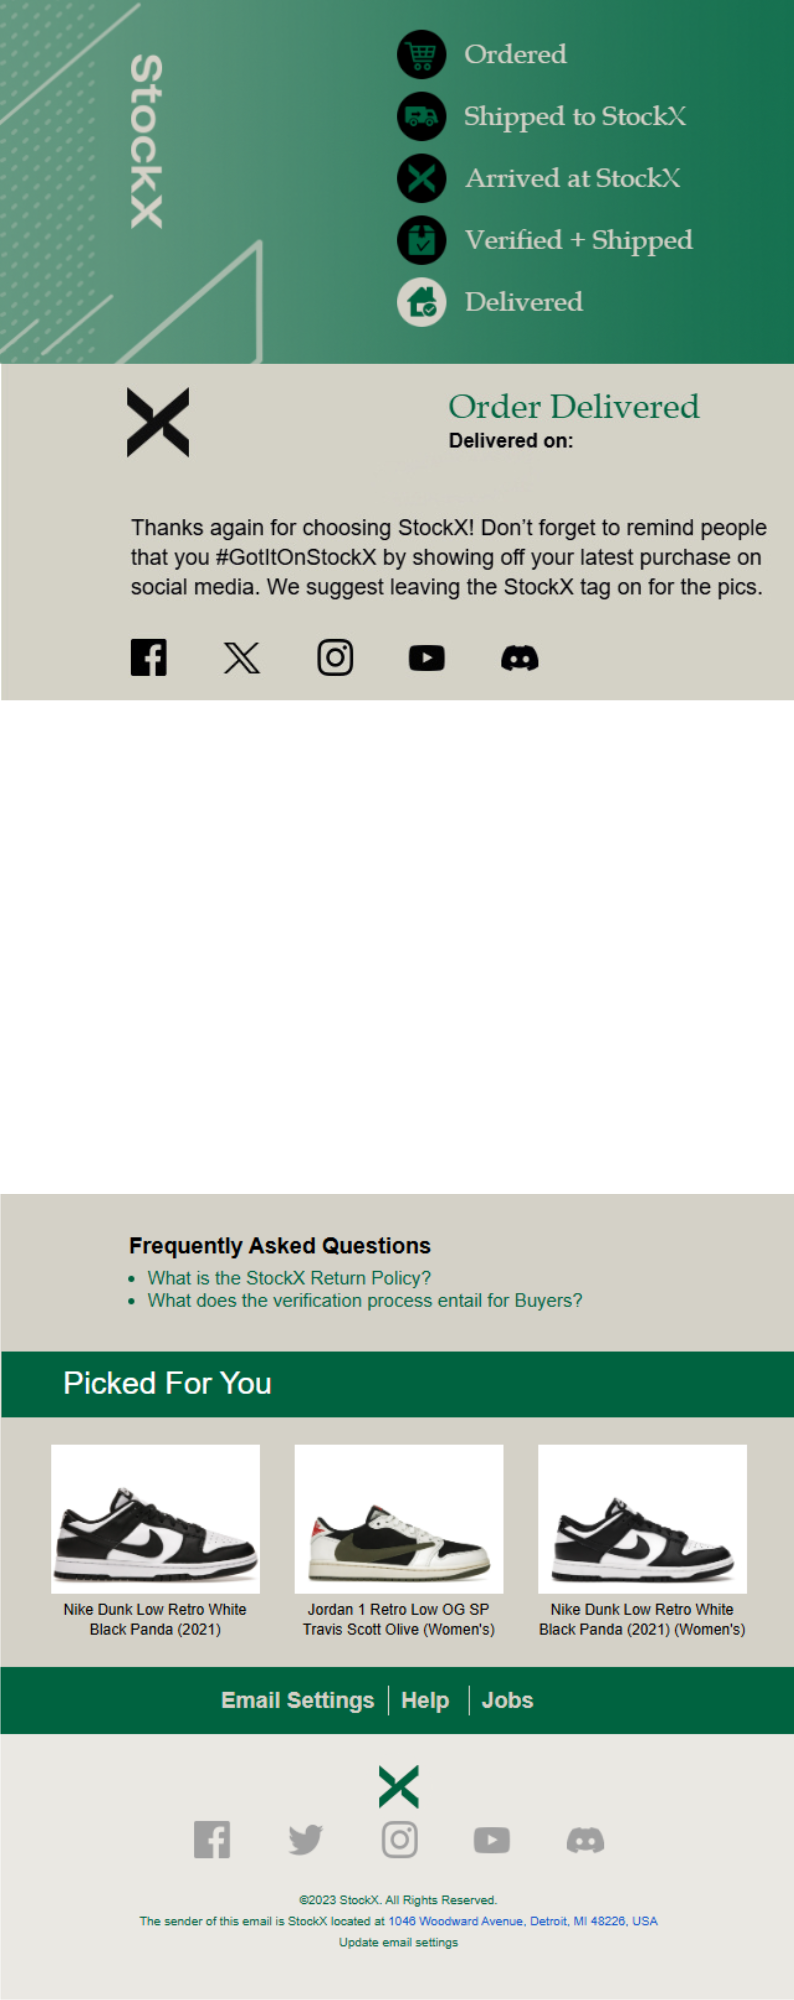 StockX
Ordered
Shipped to StockX
Arrived at StockX
Verified + Shipped
Delivered
Order Delivered
Delivered on:
Thanks again for choosing StockX! Don’t forget to remind people
that you #GotItOnStockX by showing off your latest purchase on
social media. We suggest leaving the StockX tag on for the pics.
Frequently Asked Questions
• What is the StockX Return Policy?
• What does the verification process entail for Buyers?
Picked For You
Nike Dunk Low Retro White
Black Panda (2021)
Jordan 1 Retro Low OG SP
Travis Scott Olive (Women's)
Nike Dunk Low Retro White
Black Panda (2021) (Women's)
Email Settings | Help | Jobs
©2023 StockX. All Rights Reserved.
The sender of this email is StockX located at 1046 Woodward Avenue, Detroit, MI 48226, USA
Update email settings